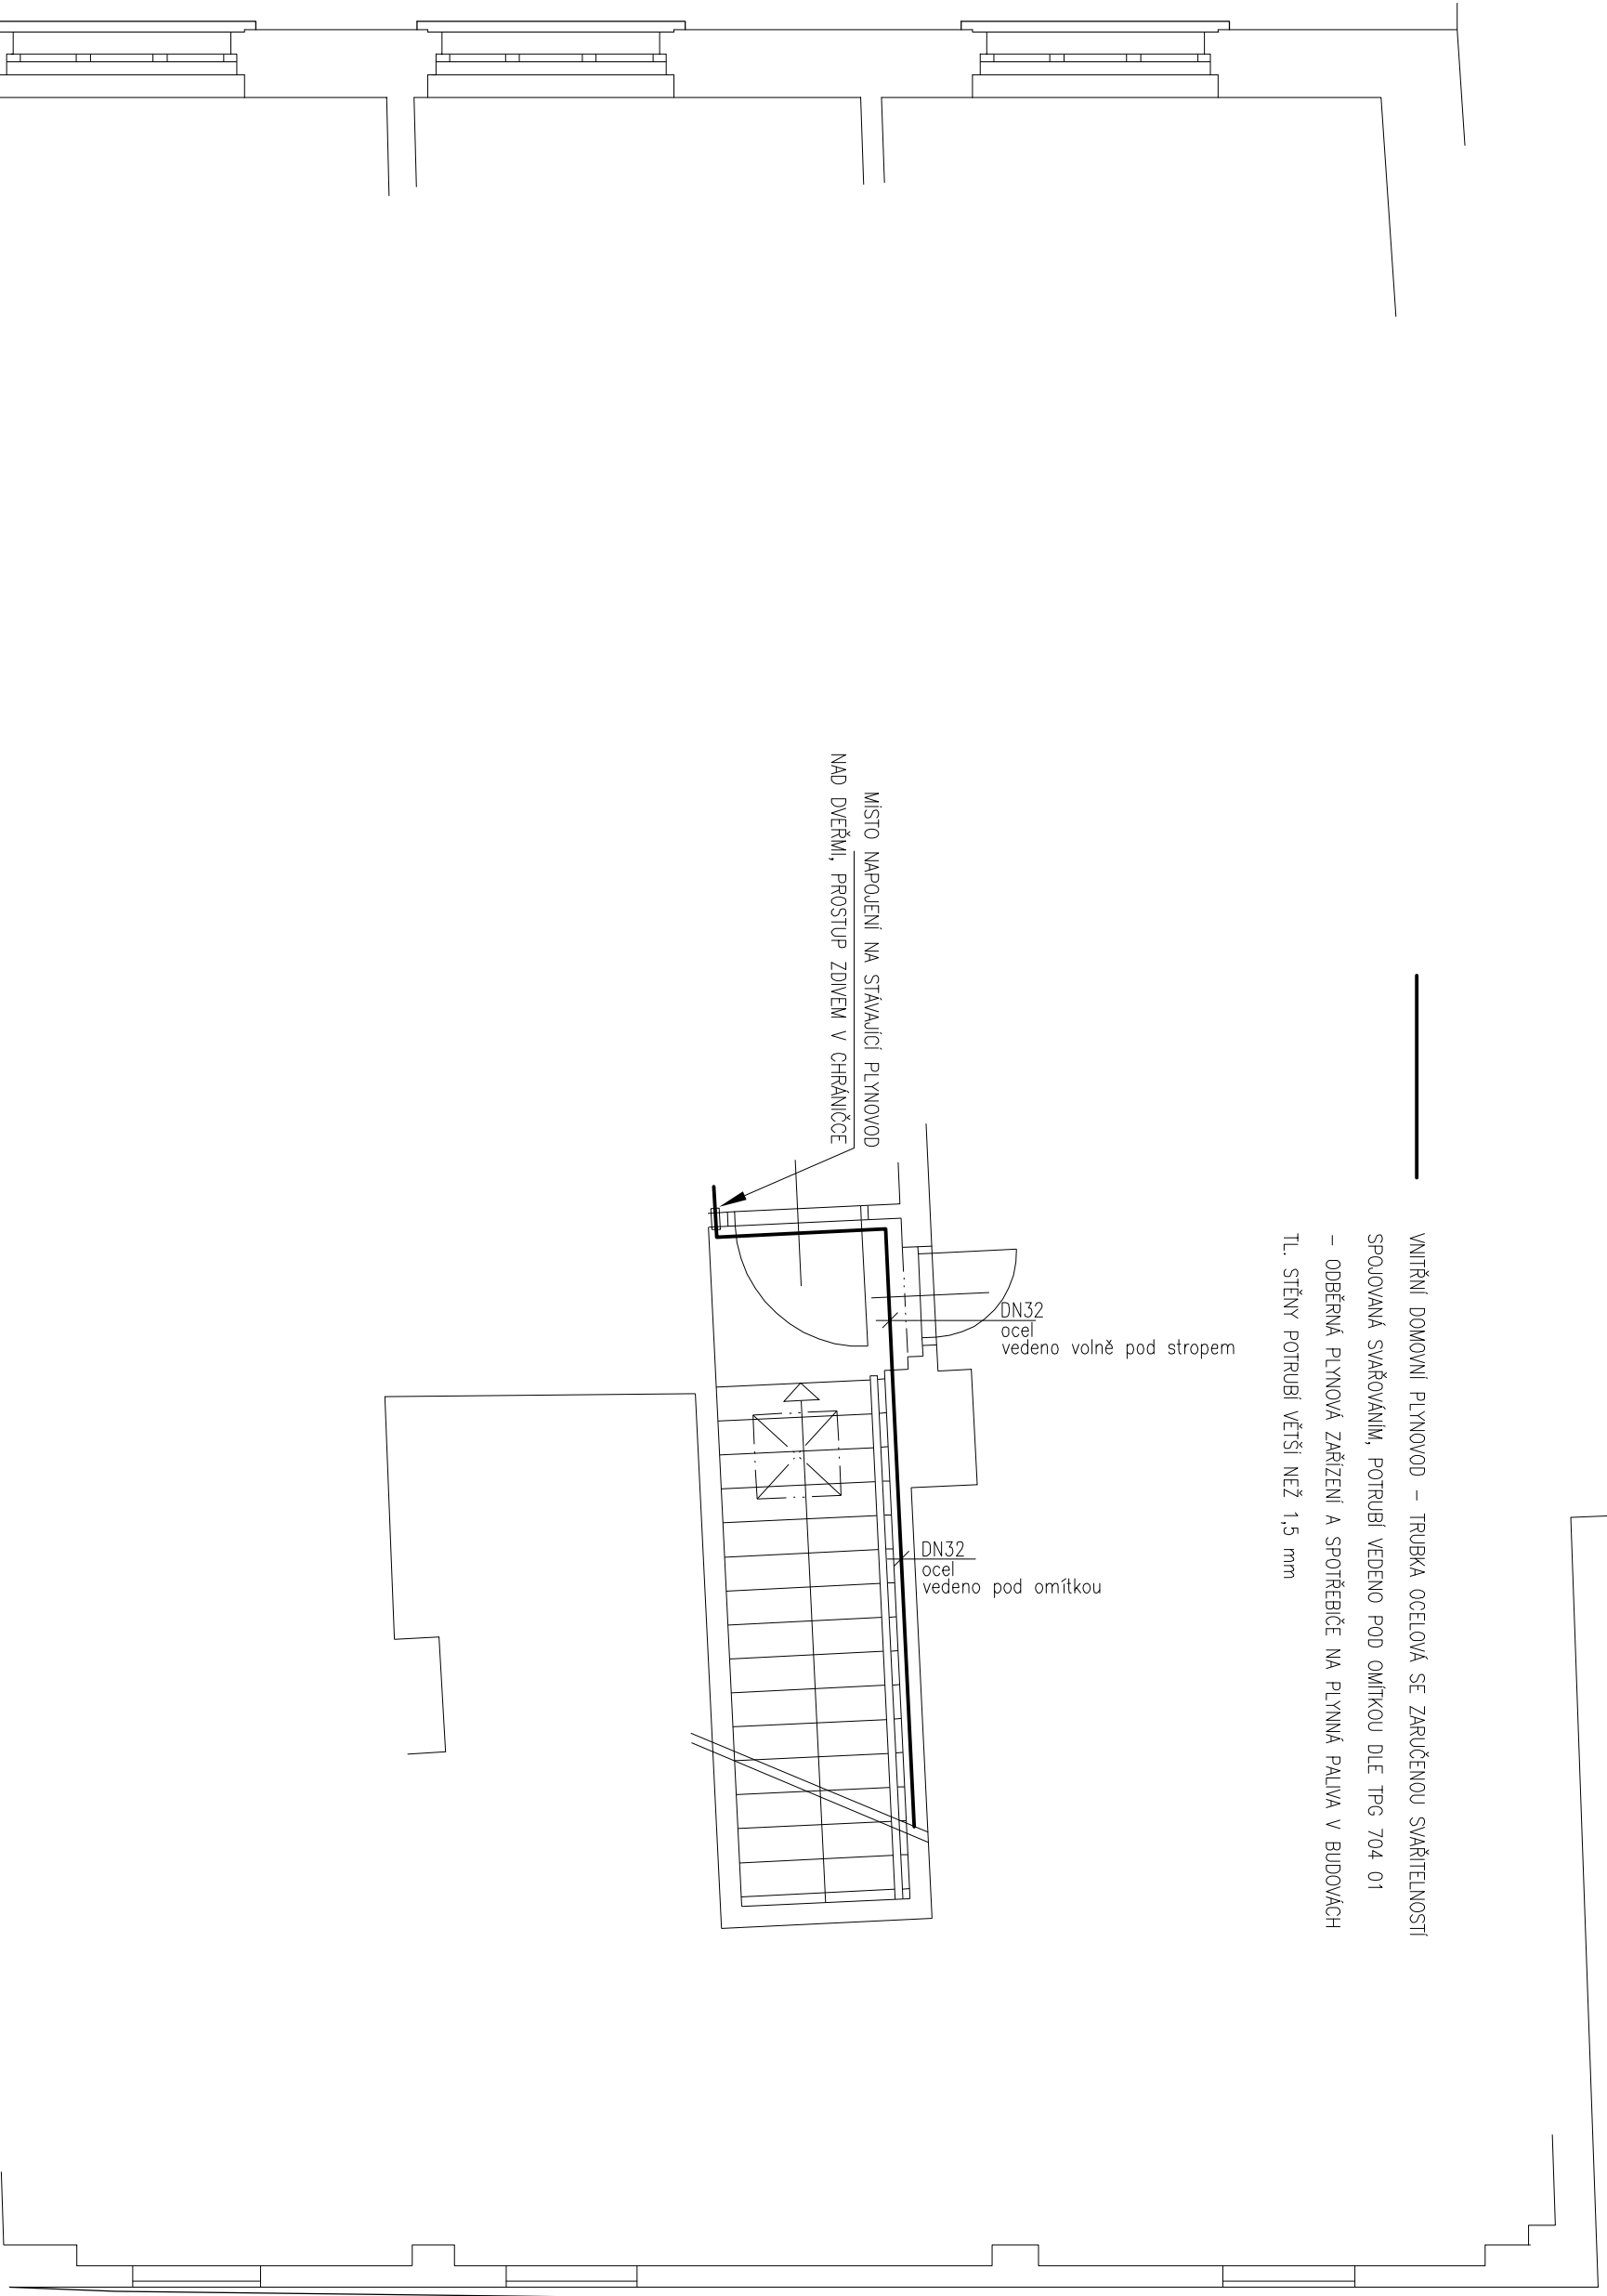 VNITŘNÍ DOMOVNÍ PLYNOVOD - TRUBKA OCELOVÁ SE ZARUČENOU SVAŘITELNOSTÍ
SPOJOVANÁ SVAŘOVÁNÍM, POTRUBÍ VEDENO POD OMÍTKOU DLE TPG 704 01
- ODBĚRNÁ PLYNOVÁ ZAŘÍZENÍ A SPOTŘEBIČE NA PLYNNÁ PALIVA V BUDOVÁCH
TL. STĚNY POTRUBÍ VĚTŠÍ NEŽ 1,5 mm
MÍSTO NAPOJENÍ NA STÁVAJÍCÍ PLYNOVOD
NAD DVEŘMI, PROSTUP ZDIVEM V CHRÁNIČCE
DN32
ocel
vedeno volně pod stropem
DN32
ocel
vedeno pod omítkou